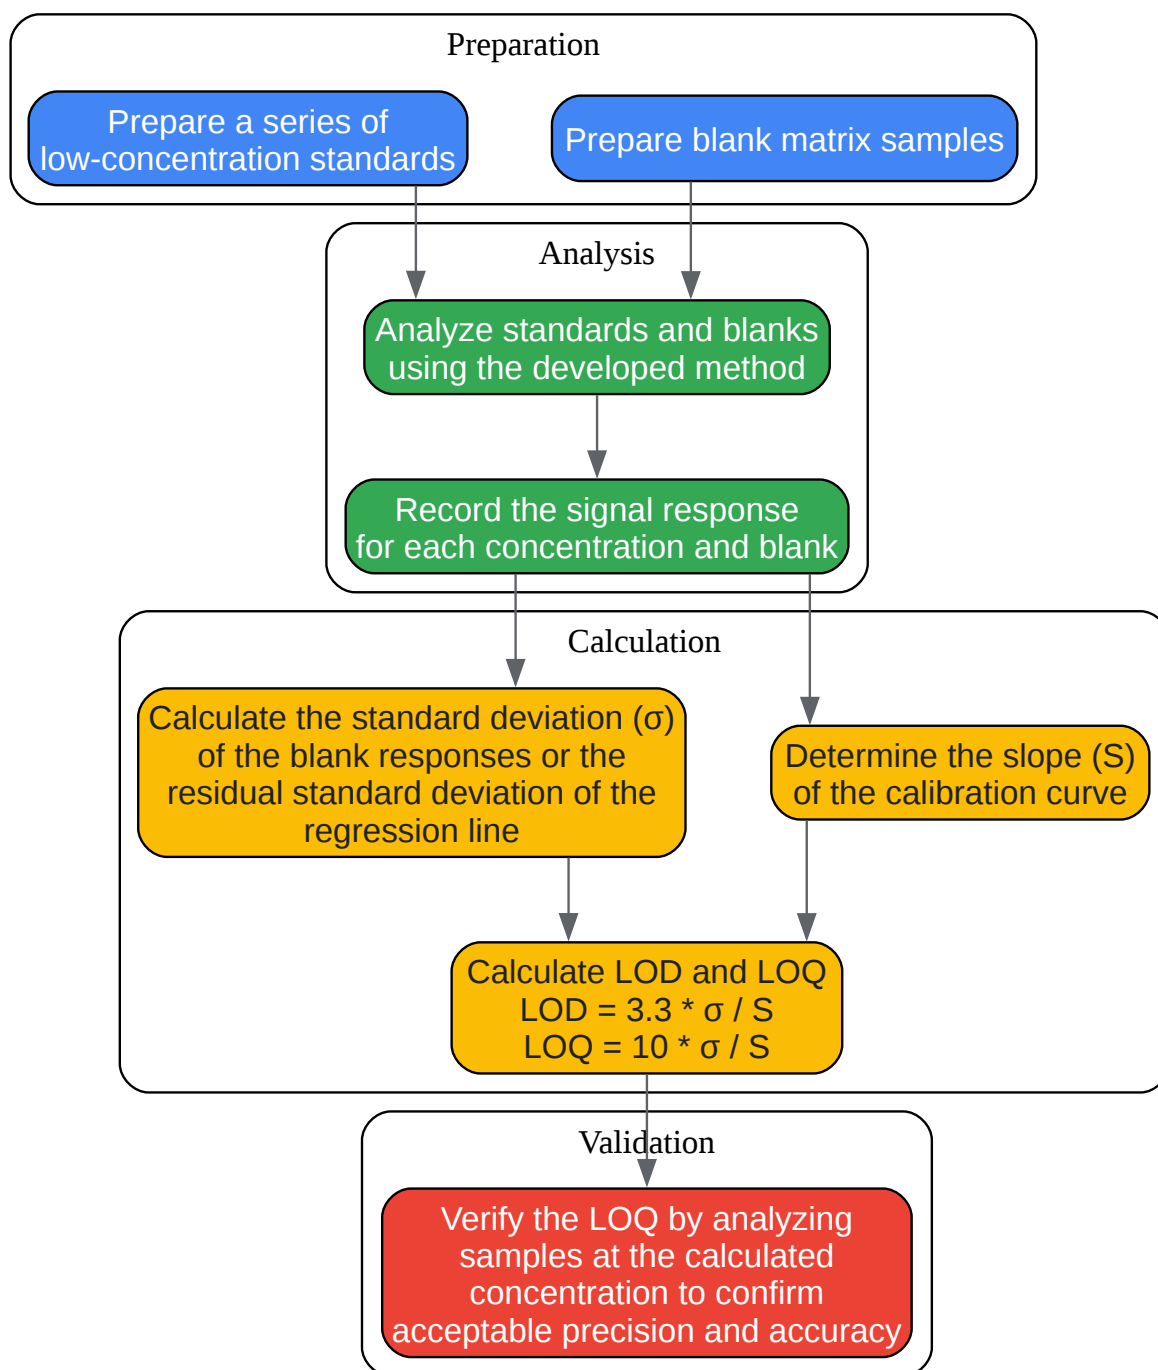 Preparation
Prepare a series of
low-concentration standards
Prepare blank matrix samples
Analysis
Analyze standards and blanks
using the developed method
Record the signal response
for each concentration and blank
Calculation
Calculate the standard deviation (σ)
of the blank responses or the
residual standard deviation of the
regression line
Determine the slope (S)
of the calibration curve
Calculate LOD and LOQ
LOD = 3.3 * σ / S
LOQ = 10 * σ / S
Validation
Verify the LOQ by analyzing
samples at the calculated
concentration to confirm
acceptable precision and accuracy